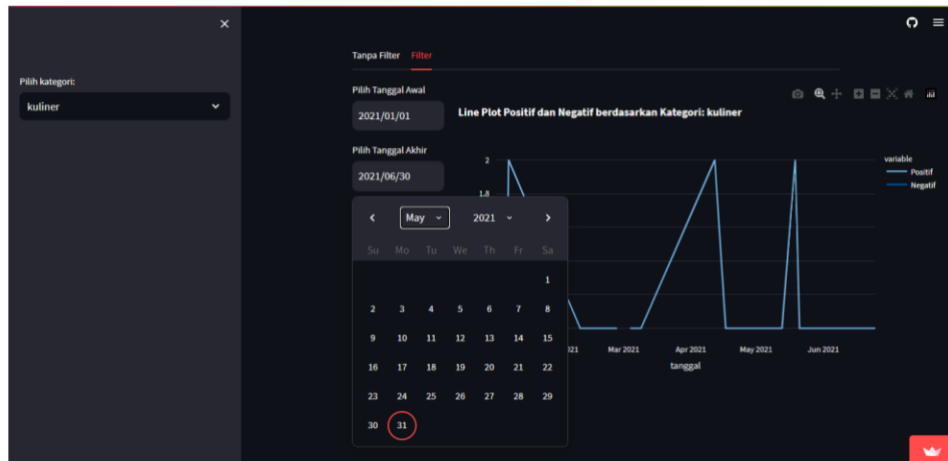 Tanpa Filter Filter
Pilih kategori:
kuliner
Pilih Tanggal Awal
2021/01/01
Line Plot Positif dan Negatif berdasarkan Kategori: kuliner
Pilih Tanggal Akhir
2021/06/30
2
1.8
variable
Positif
Negatif
May 2021
Su Mo Tu We Th Fr Sa
1
2 3 4 5 6 7 8
9 10 11 12 13 14 15
16 17 18 19 20 21 22
23 24 25 26 27 28 29
30 31
021 Mar 2021 Apr 2021 May 2021 Jun 2021
tanggal